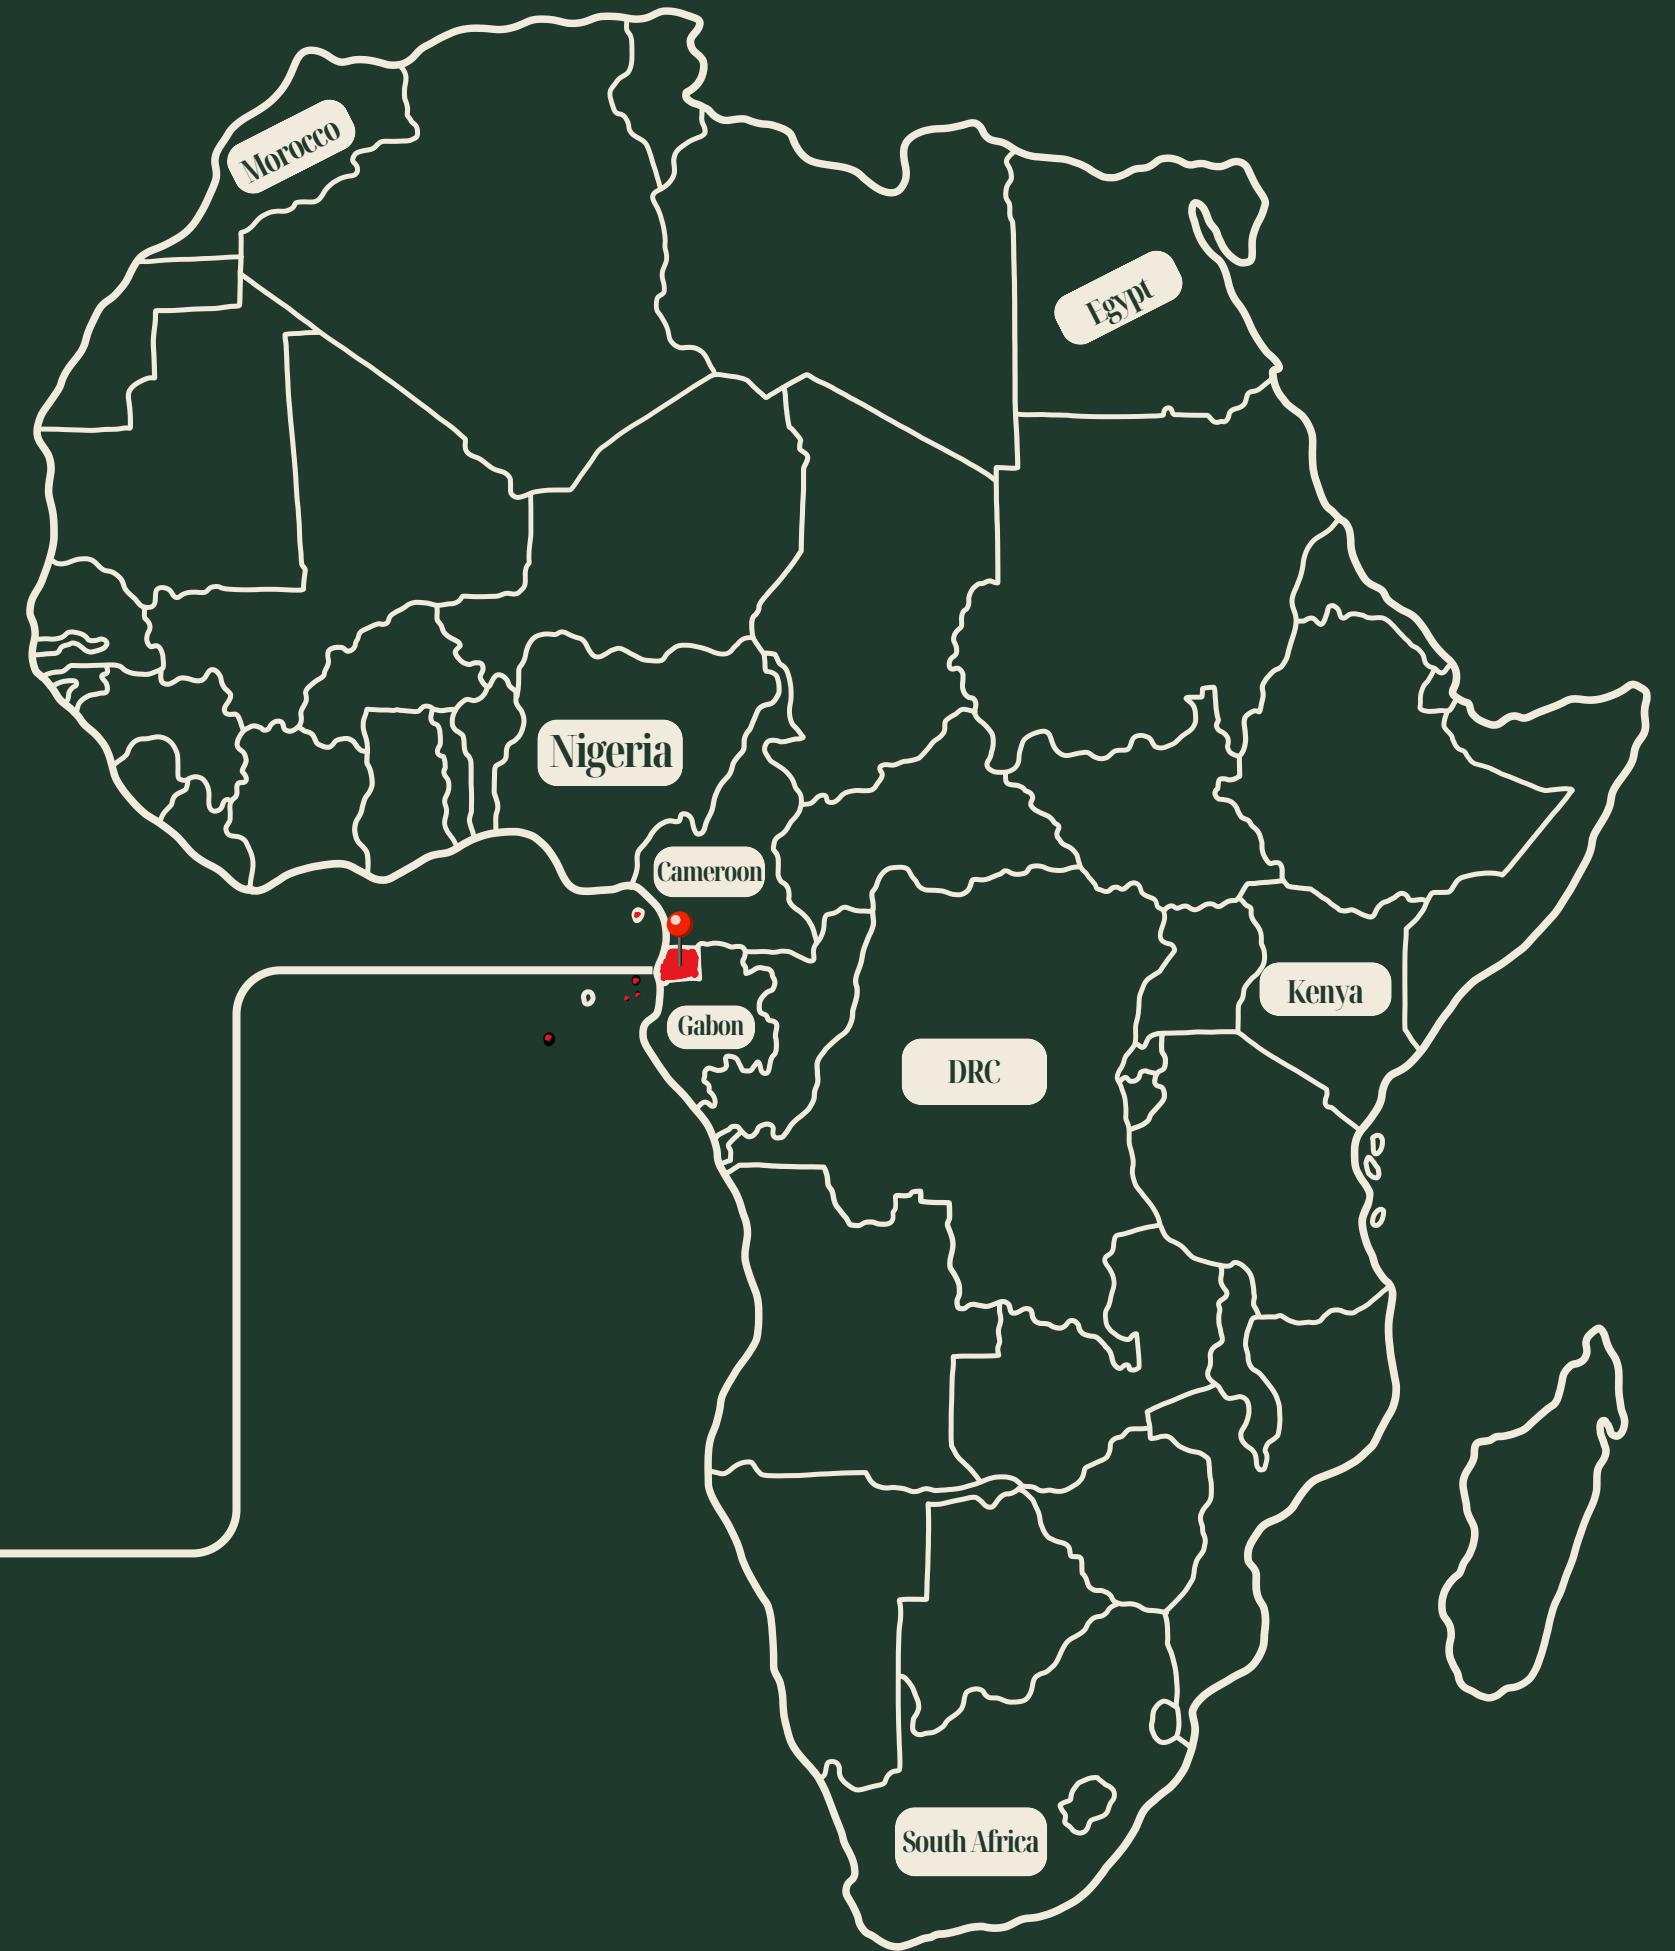 Morocco
Egypt
Nigeria
Cameroon
Kenya
Gabon
DRC
South Africa